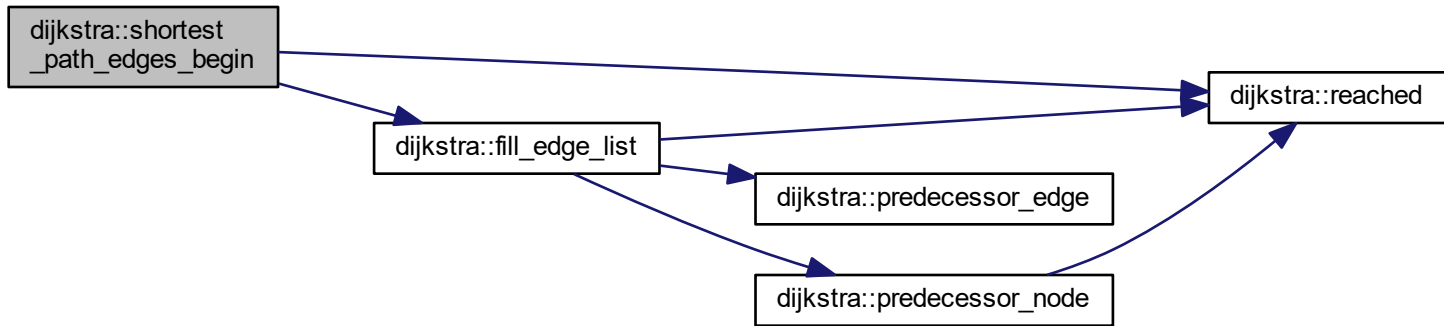 dijkstra::shortest
_path_edges_begin
dijkstra::reached
dijkstra::fill_edge_list
dijkstra::predecessor_edge
dijkstra::predecessor_node